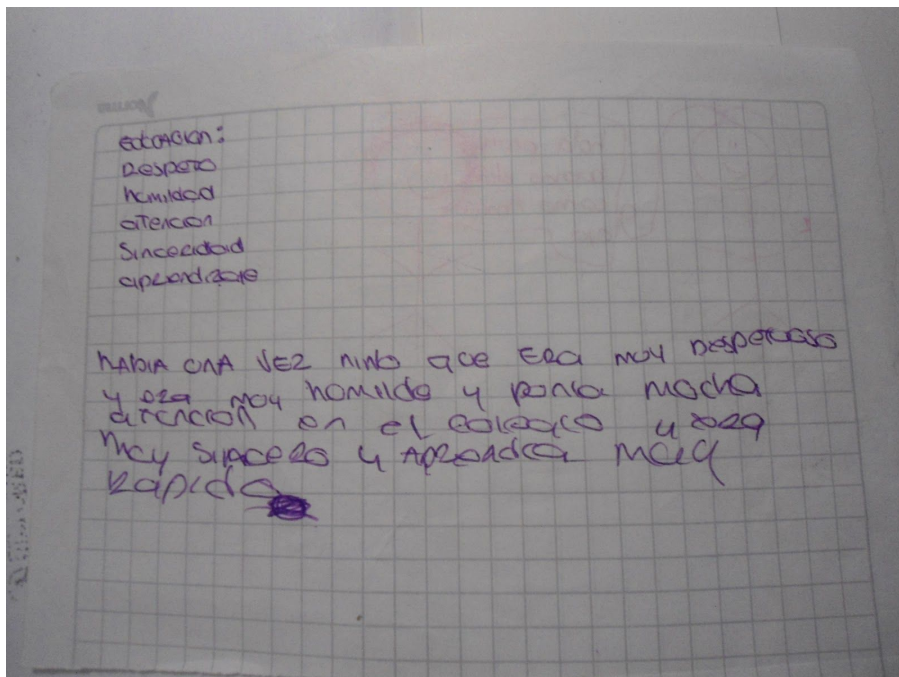 educacion:
Respeto
humildad
atencion
Sinceridad
aprendizaje
HABIA UNA VEZ niño que ERA muy RespetUoso
y era muy humilde y ponia mucha
atencion en el colegio y era
muy Sincero y Aprendia muy
Rapido